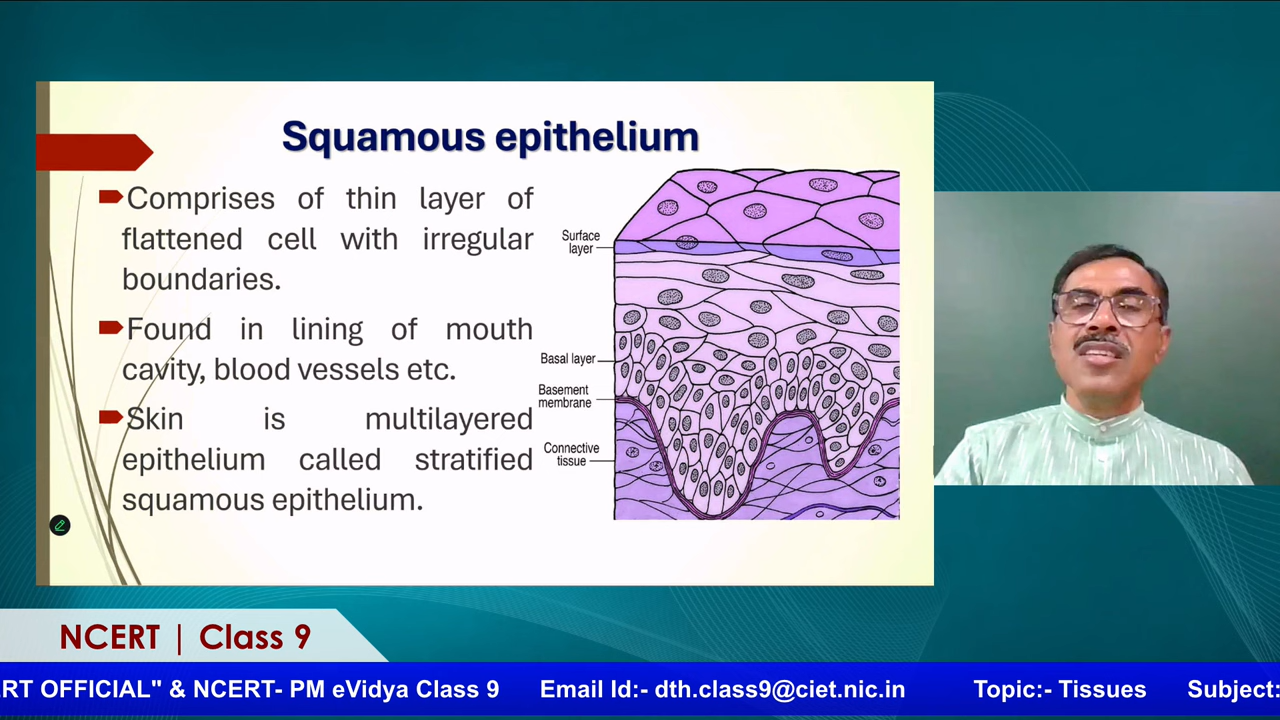 Squamous epithelium
Comprises of thin layer of
flattened cell with irregular
boundaries.
Found in lining of mouth
cavity, blood vessels etc.
Skin is multilayered
epithelium called stratified
squamous epithelium.
Surface
layer
Basal layer
Basement
membrane
Connective
tissue
NCERT | Class 9
RT OFFICIAL" & NCERT- PM eVidya Class 9 Email Id:- dth.class9@ciet.nic.in Topic:- Tissues Subject: